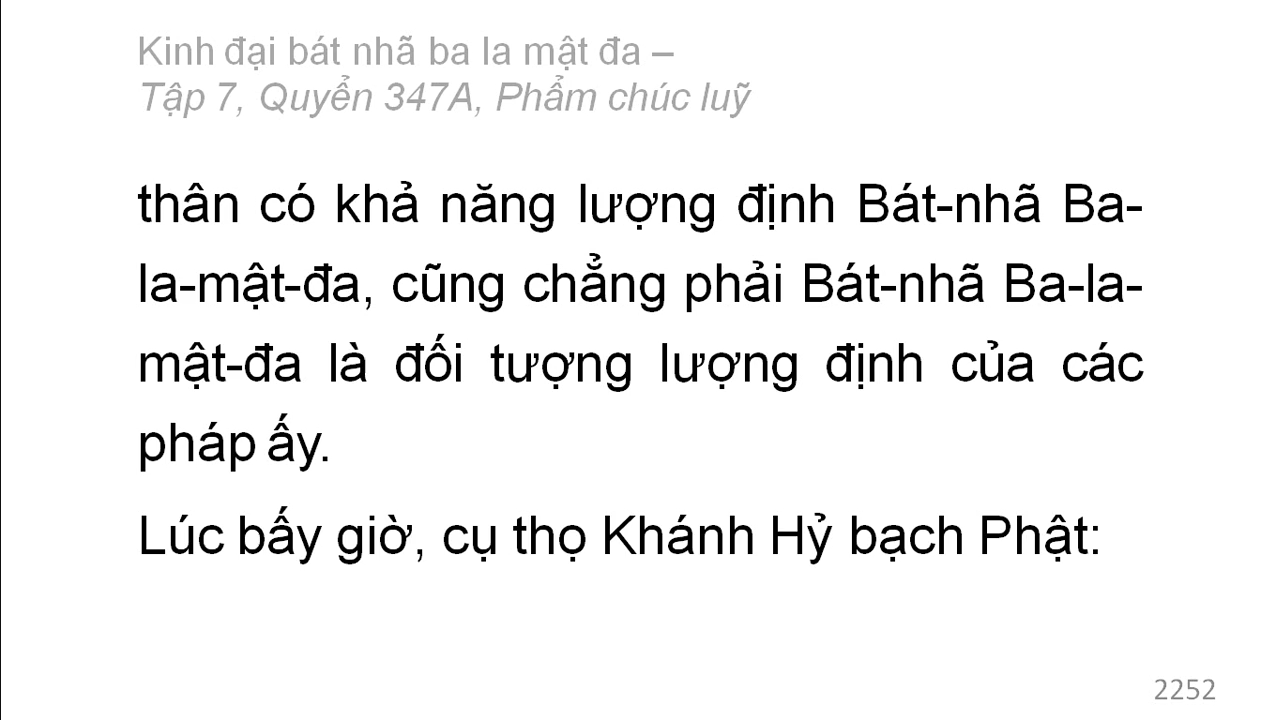 Kinh đại bát nhã ba la mật đa –
Tập 7, Quyển 347A, Phẩm chúc luỹ
thân có khả năng lượng định Bát-nhã Ba-
la-mật-đa, cũng chẳng phải Bát-nhã Ba-la-
mật-đa là đối tượng lượng định của các
pháp ấy.
Lúc bấy giờ, cụ thọ Khánh Hỷ bạch Phật:
2252